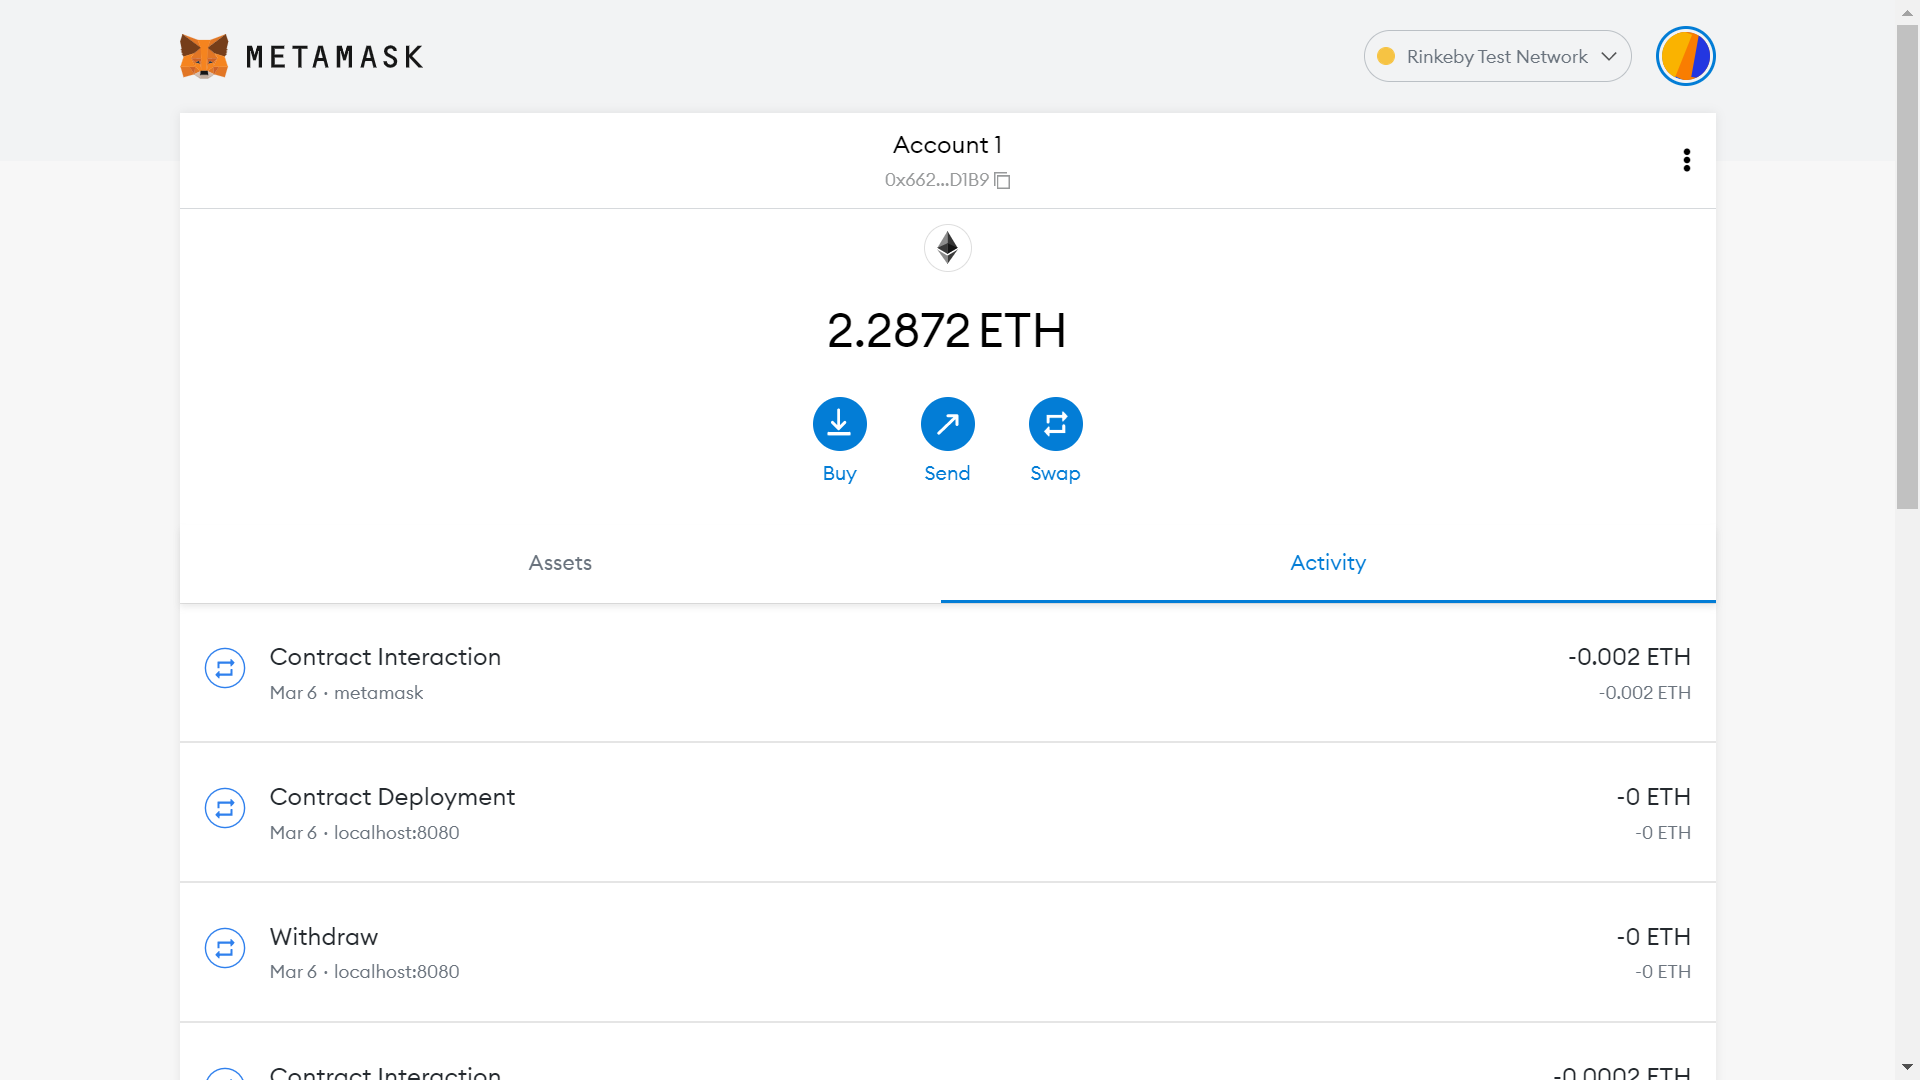 METAMASK
Rinkeby Test Network
Account 1
0x662...D1B9
2.2872 ETH
Buy
Send
Swap
Assets
Activity
Contract Interaction
-0.002 ETH
Mar 6 · metamask
-0.002 ETH
Contract Deployment
-0 ETH
Mar 6 · localhost:8080
-0 ETH
Withdraw
-0 ETH
Mar 6 · localhost:8080
-0 ETH
Contract Interaction
-0.0002 ETH